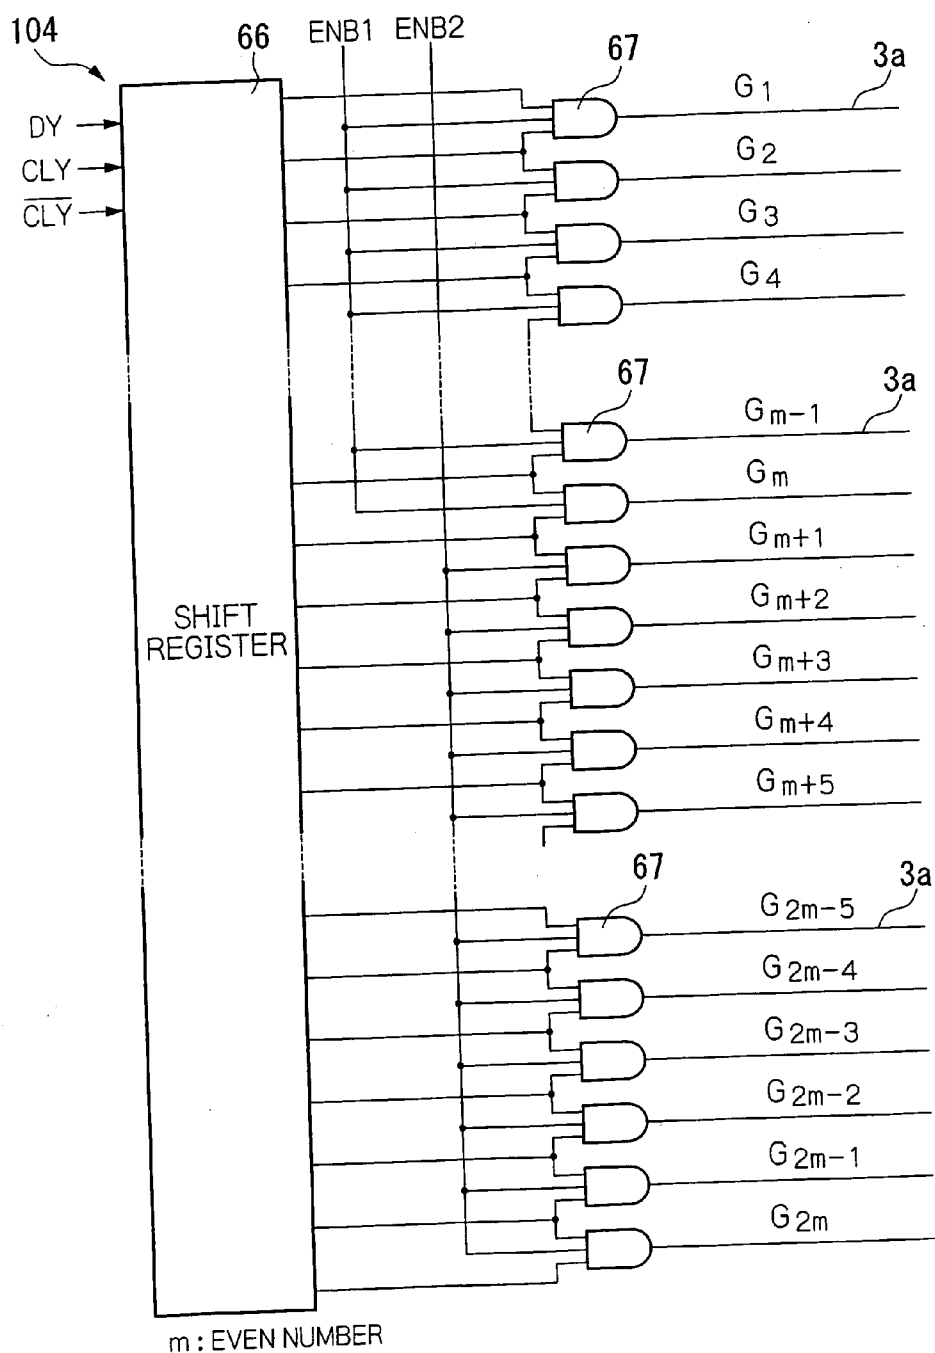 104
66
ENB1 ENB2
67
3a
G1
DY
CLY
C̅L̅Y̅
G2
G3
G4
67
3a
Gm-1
Gm
Gm+1
Gm+2
SHIFT
REGISTER
Gm+3
Gm+4
Gm+5
67
3a
G2m-5
G2m-4
G2m-3
G2m-2
G2m-1
G2m
m : EVEN NUMBER